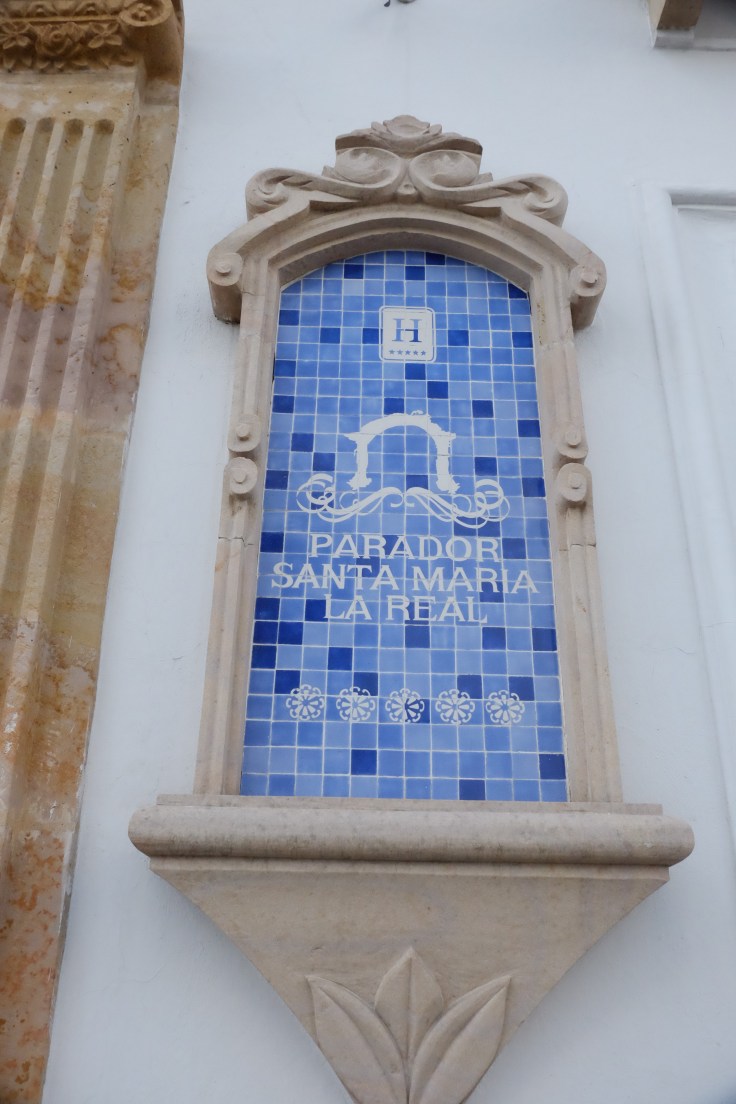 H
★★★★★
PARADOR
SANTA MARIA
LA REAL